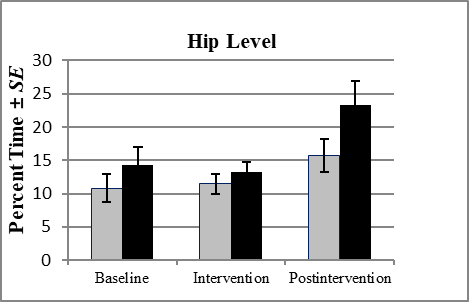 Hip Level
Percent Time ± SE
30
25
20
15
10
5
0
Baseline
Intervention
Postintervention